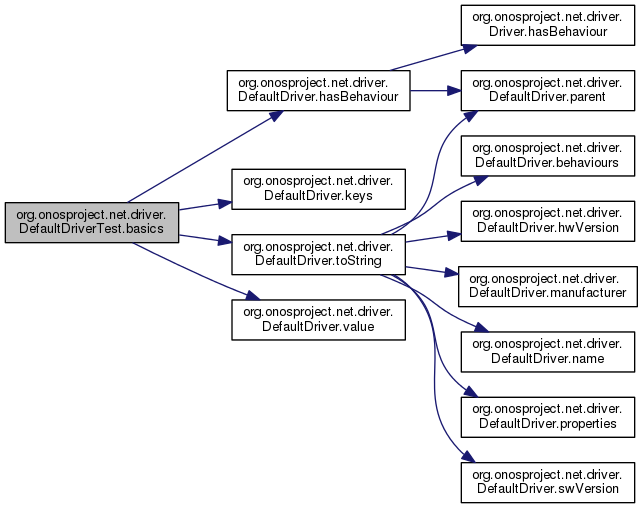 org.onosproject.net.driver.
DefaultDriverTest.basics
org.onosproject.net.driver.
DefaultDriver.hasBehaviour
org.onosproject.net.driver.
DefaultDriver.keys
org.onosproject.net.driver.
DefaultDriver.toString
org.onosproject.net.driver.
DefaultDriver.value
org.onosproject.net.driver.
Driver.hasBehaviour
org.onosproject.net.driver.
DefaultDriver.parent
org.onosproject.net.driver.
DefaultDriver.behaviours
org.onosproject.net.driver.
DefaultDriver.hwVersion
org.onosproject.net.driver.
DefaultDriver.manufacturer
org.onosproject.net.driver.
DefaultDriver.name
org.onosproject.net.driver.
DefaultDriver.properties
org.onosproject.net.driver.
DefaultDriver.swVersion